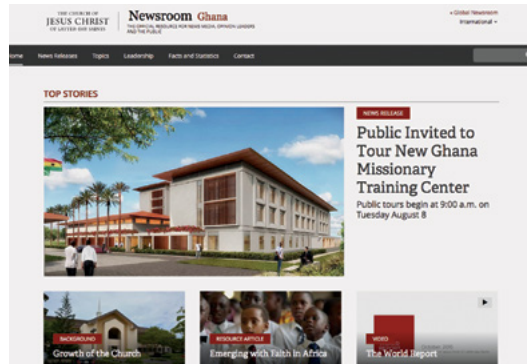 THE CHURCH OF
JESUS CHRIST
OF LATTER-DAY SAINTS
Newsroom Ghana
THE OFFICIAL RESOURCE FOR NEWS MEDIA, OPINION LEADERS
AND THE PUBLIC
« Global Newsroom
International
ome News Releases Topics Leadership Facts and Statistics Contact
TOP STORIES
NEWS RELEASE
Public Invited to
Tour New Ghana
Missionary
Training Center
Public tours begin at 9:00 a.m. on
Tuesday August 8
BACKGROUND
Growth of the Church
RESOURCE ARTICLE
Emerging with Faith in Africa
VIDEO
October 2015
The World Report